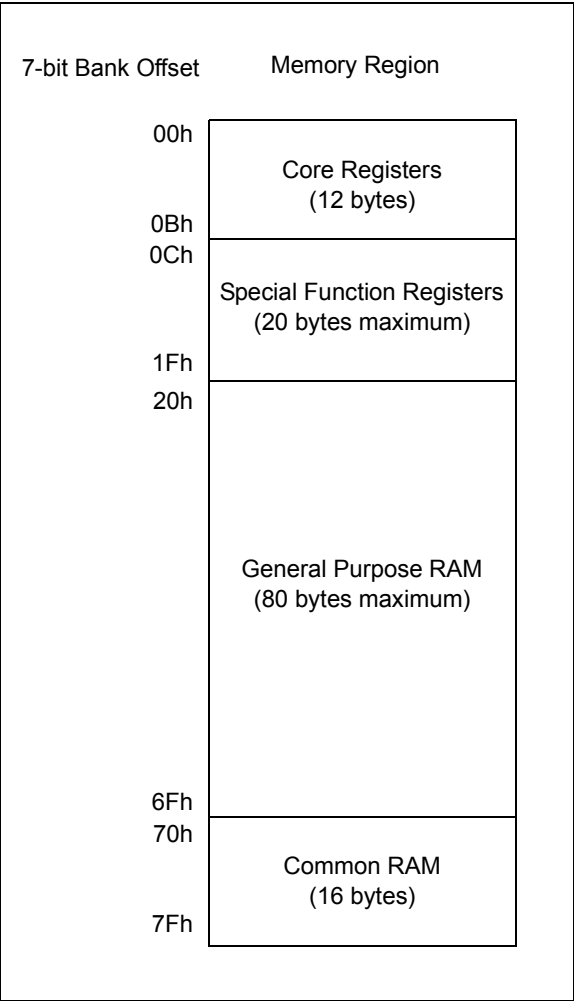 7-bit Bank Offset Memory Region
00h
Core Registers
(12 bytes)
0Bh
0Ch
Special Function Registers
(20 bytes maximum)
1Fh
20h
General Purpose RAM
(80 bytes maximum)
6Fh
70h
Common RAM
(16 bytes)
7Fh